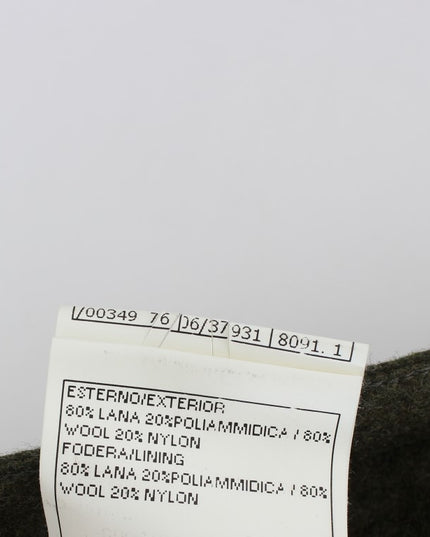 /00349 76 06/37931 8091.1
ESTERNO/EXTERIOR
80% LANA 20%POLIAMMIDICA / 80%
WOOL 20% NYLON
FODERA/LINING
80% LANA 20%POLIAMMIDICA / 80%
WOOL 20% NYLON